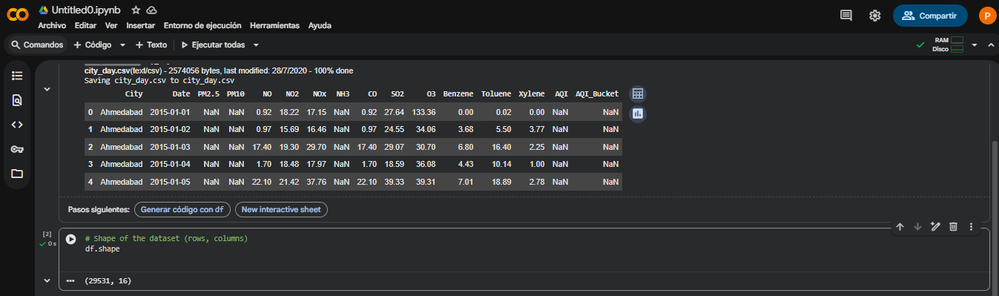 CO Untitled0.ipynb
Archivo Editar Ver Insertar Entorno de ejecución Herramientas Ayuda
Compartir
P
Comandos + Código + Texto Ejecutar todas
RAM
Disco
city_day.csv(text/csv) - 2574056 bytes, last modified: 28/7/2020 - 100% done
Saving city_day.csv to city_day.csv
City Date PM2.5 PM10 NO NO2 NOx NH3 CO SO2 O3 Benzene Toluene Xylene AQI AQI_Bucket
0 Ahmedabad 2015-01-01 NaN NaN 0.92 18.22 17.15 NaN 0.92 27.64 133.36 0.00 0.02 0.00 NaN NaN
1 Ahmedabad 2015-01-02 NaN NaN 0.97 15.69 16.46 NaN 0.97 24.55 34.06 3.68 5.50 3.77 NaN NaN
2 Ahmedabad 2015-01-03 NaN NaN 17.40 19.30 29.70 NaN 17.40 29.07 30.70 6.80 16.40 2.25 NaN NaN
3 Ahmedabad 2015-01-04 NaN NaN 1.70 18.48 17.97 NaN 1.70 18.59 36.08 4.43 10.14 1.00 NaN NaN
4 Ahmedabad 2015-01-05 NaN NaN 22.10 21.42 37.76 NaN 22.10 39.33 39.31 7.01 18.89 2.78 NaN NaN
Pasos siguientes: Generar código con df New interactive sheet
[2]
0 s
# Shape of the dataset (rows, columns)
df.shape
(29531, 16)